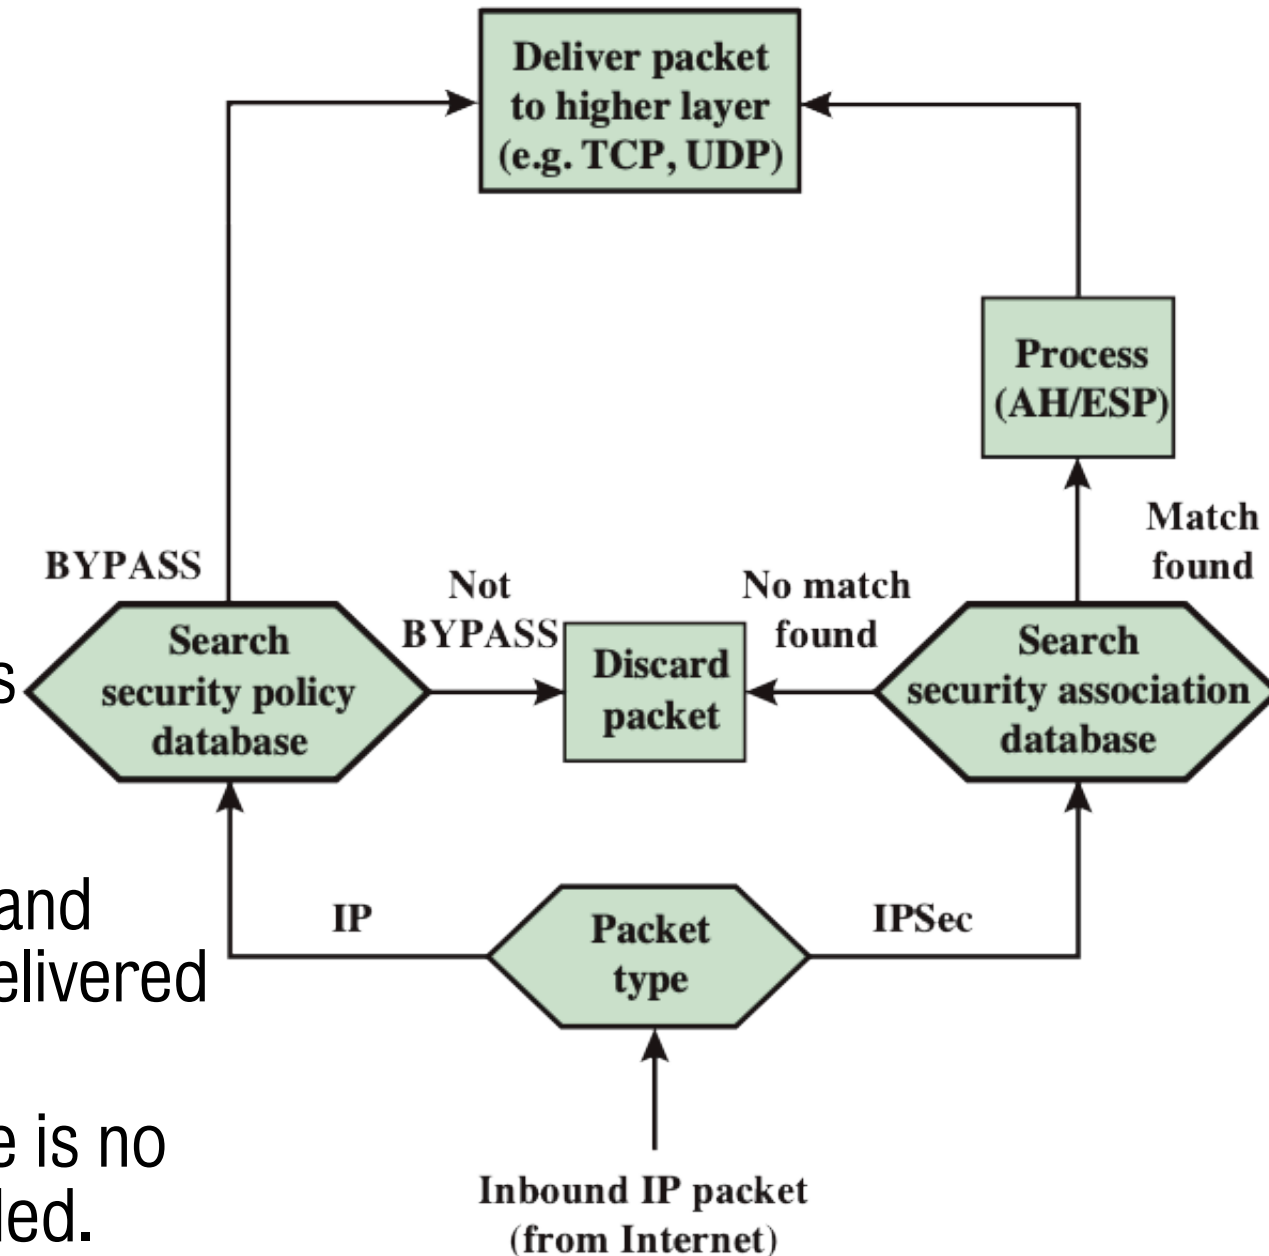 Deliver packet
to higher layer
(e.g. TCP, UDP)
Process
(AH/ESP)
Match
found
BYPASS
Not
BYPASS
No match
found
Search
security policy
database
Discard
packet
Search
security association
database
s
and
elivered
IP
Packet
type
IPSec
e is no
led.
Inbound IP packet
(from Internet)